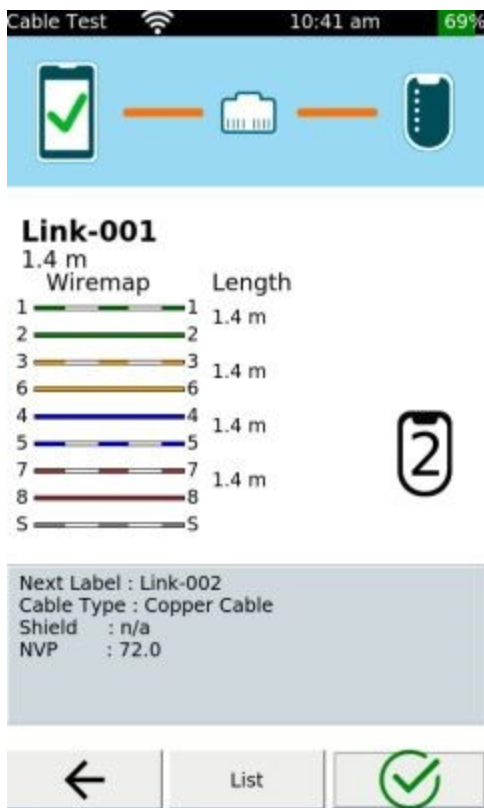 Cable Test 10:41 am 69%
Link-001
1.4 m
Wiremap Length
1 1
1.4 m
2 2
3 3
1.4 m
6 6
4 4
1.4 m
5 5
2
7 7
1.4 m
8 8
S S
Next Label : Link-002
Cable Type : Copper Cable
Shield : n/a
NVP : 72.0
List